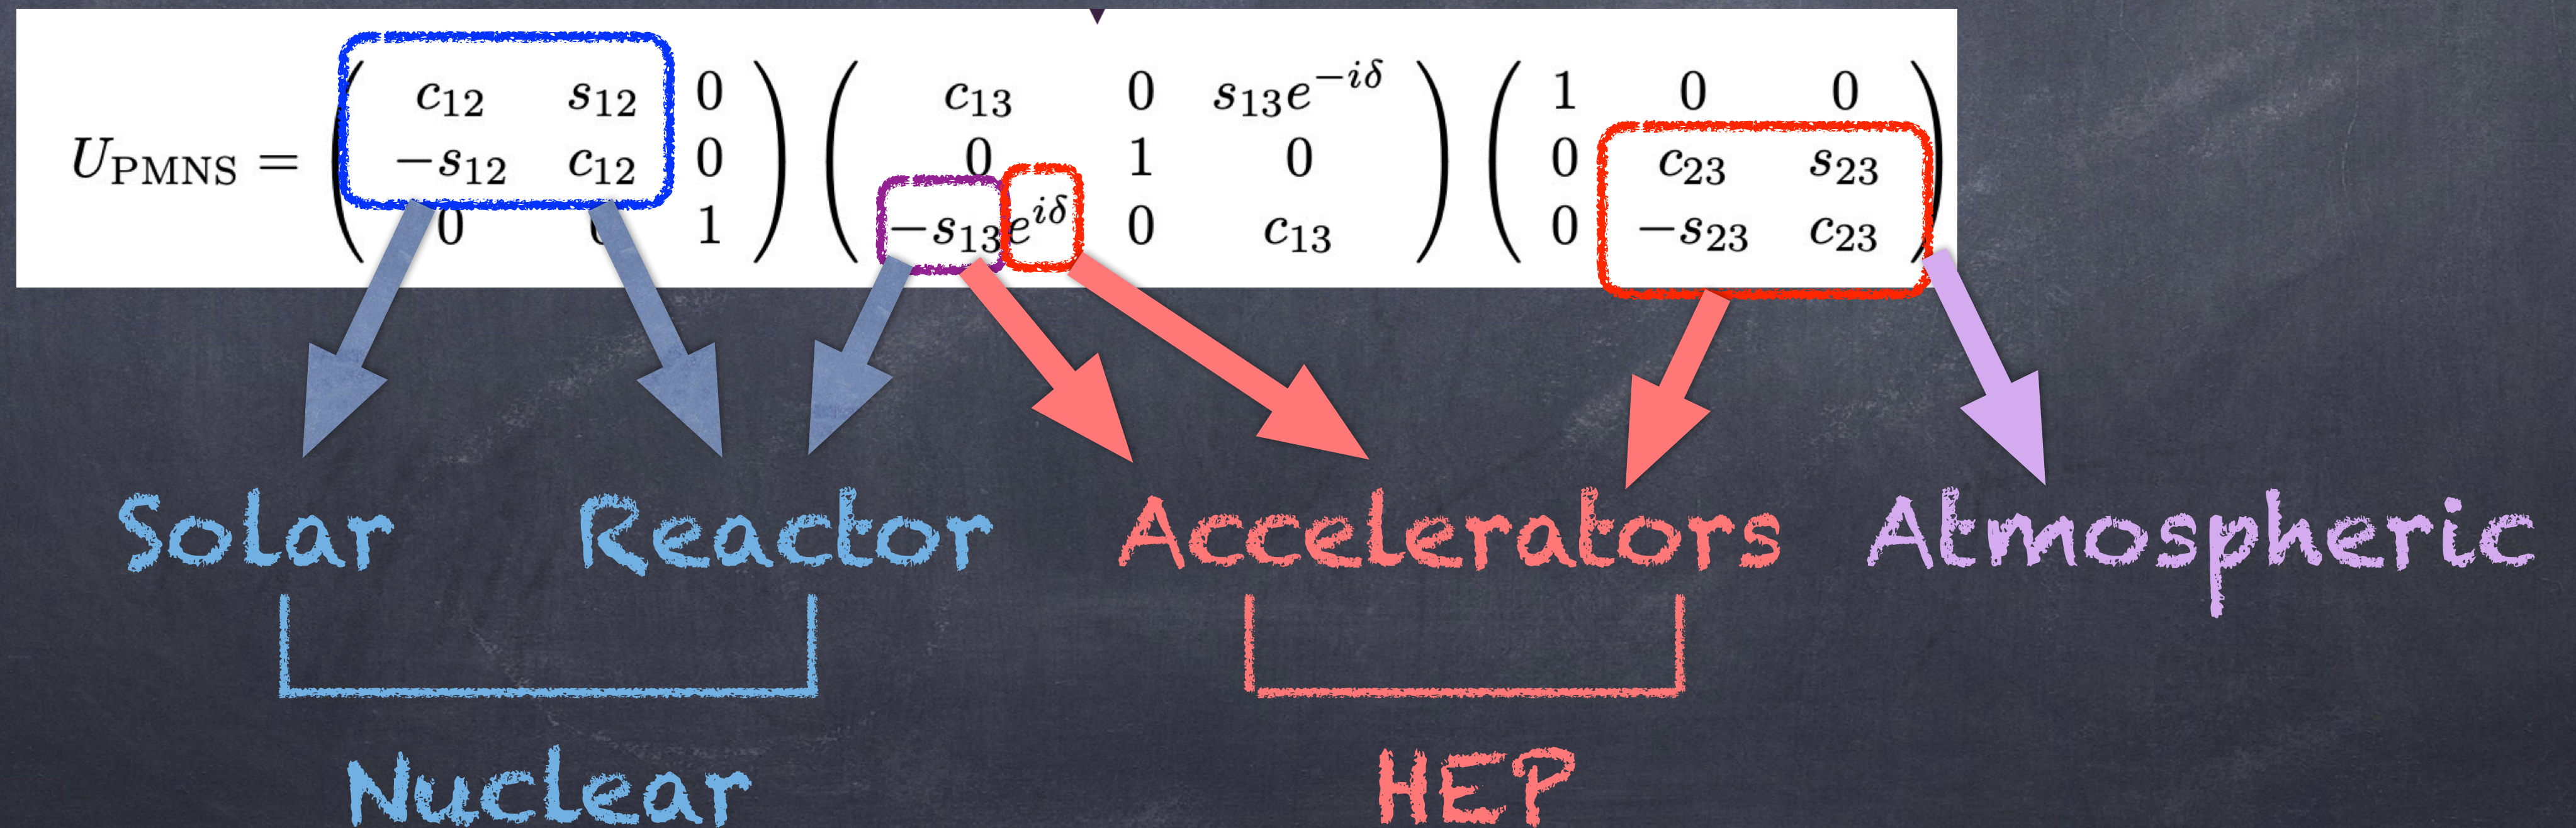 U_PMNS = ( c₁₂ s₁₂ 0 ) ( c₁₃ 0 s₁₃e^{−iδ} ) ( 1 0 0 )
( −s₁₂ c₁₂ 0 ) ( 0 1 0 ) ( 0 c₂₃ s₂₃ )
( 0 0 1 ) ( −s₁₃e^{iδ} 0 c₁₃ ) ( 0 −s₂₃ c₂₃ )
Solar Reactor Accelerators Atmospheric
Nuclear HEP